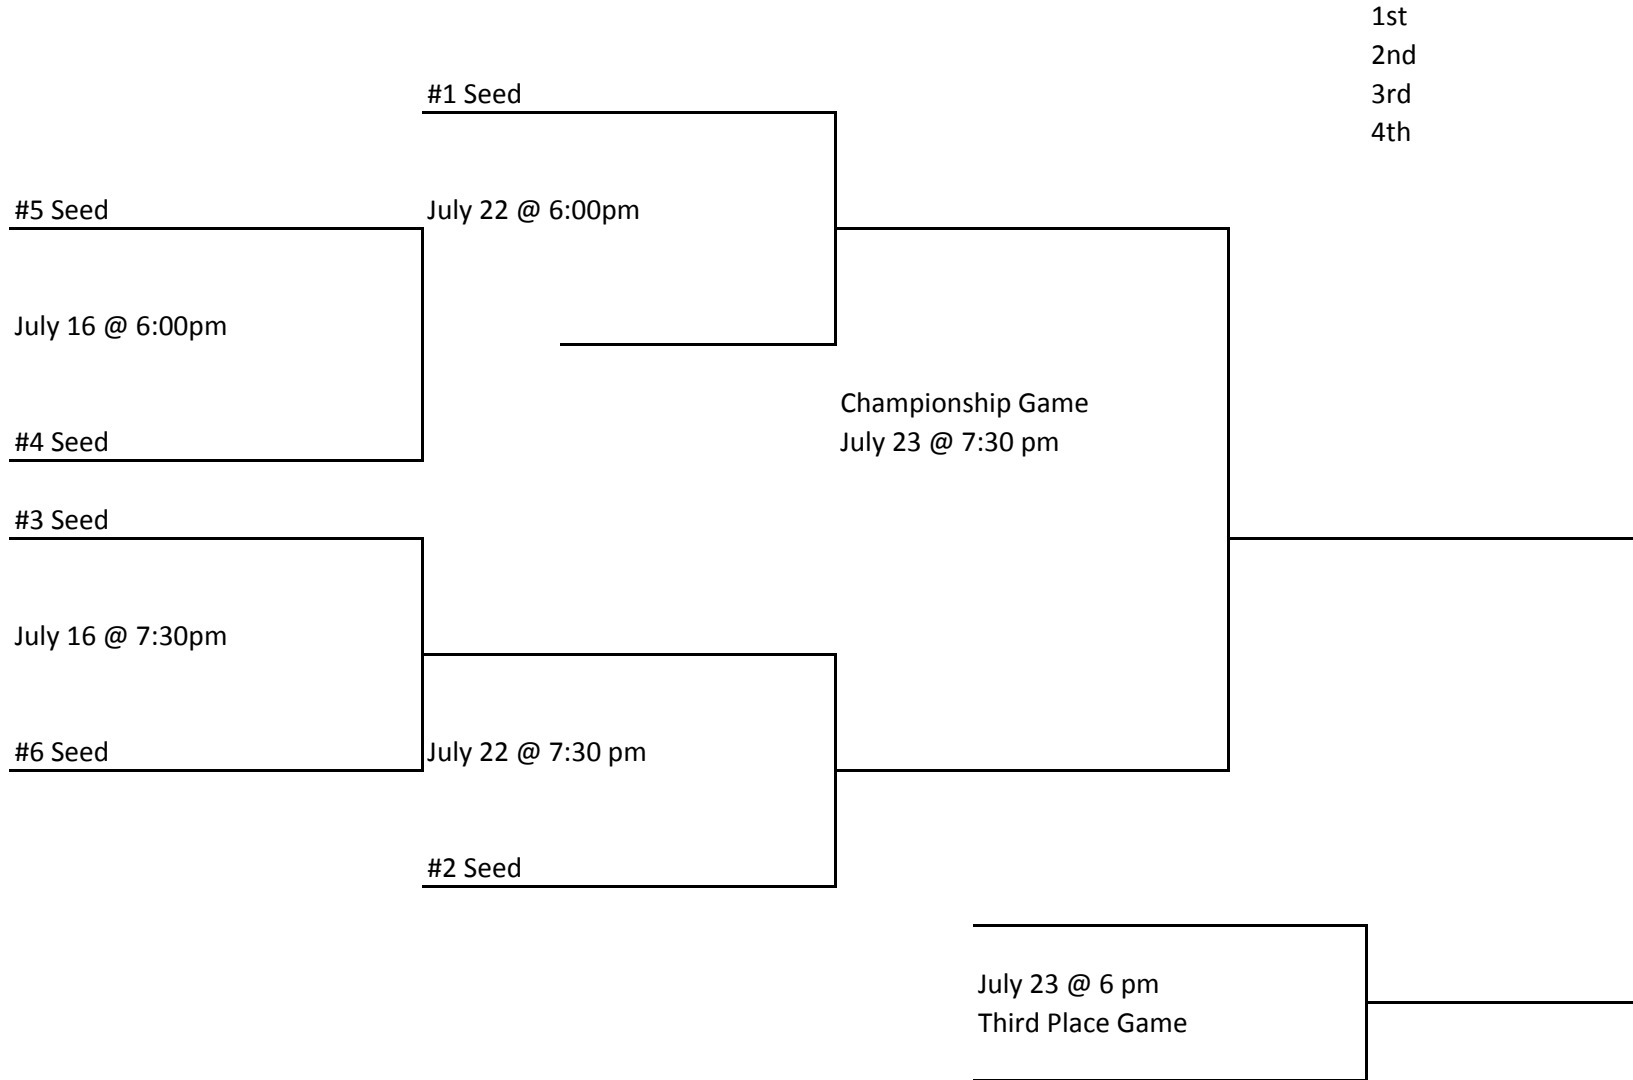 1st
2nd
#1 Seed
3rd
4th
#5 Seed
July 22 @ 6:00pm
July 16 @ 6:00pm
Championship Game
#4 Seed
July 23 @ 7:30 pm
#3 Seed
July 16 @ 7:30pm
#6 Seed
July 22 @ 7:30 pm
#2 Seed
July 23 @ 6 pm
Third Place Game